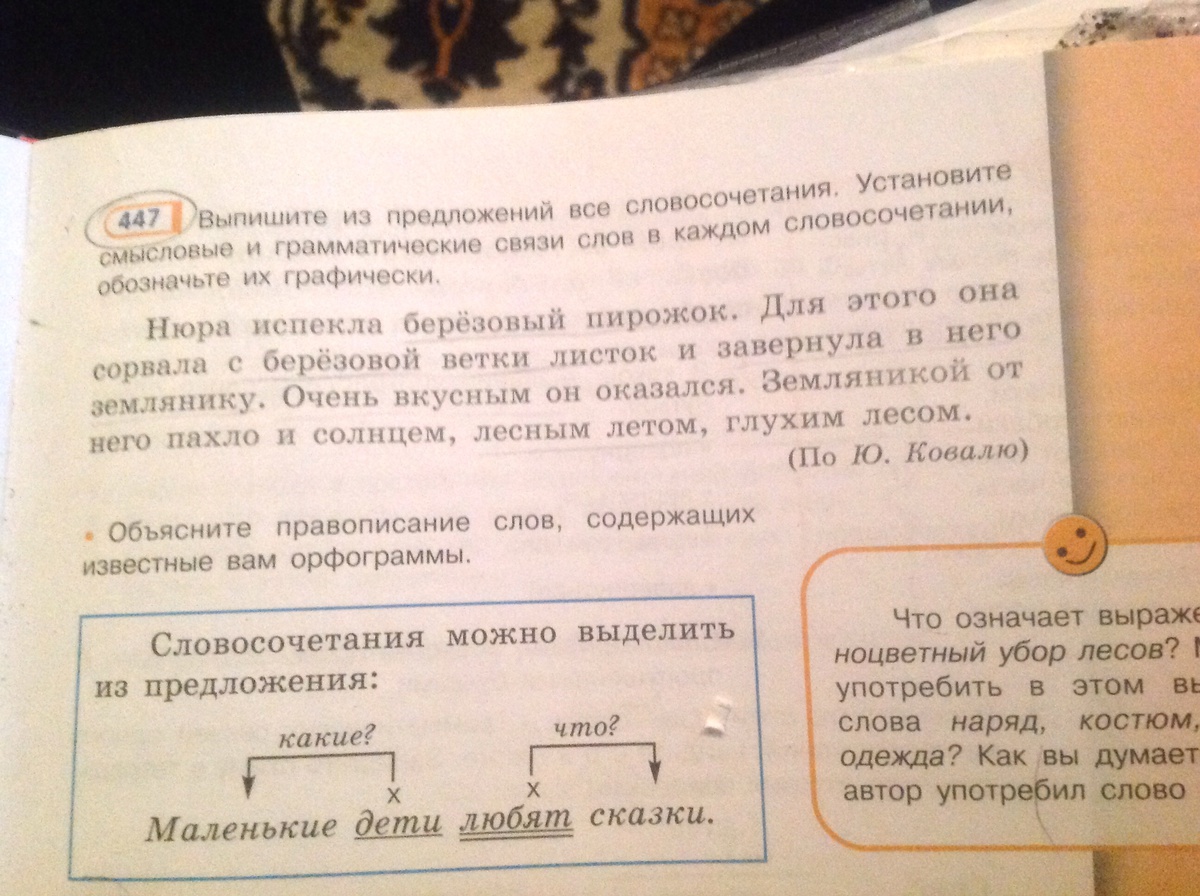 447 Выпишите из предложений все словосочетания. Установите
смысловые и грамматические связи слов в каждом словосочетании,
обозначьте их графически.
Нюра испекла берёзовый пирожок. Для этого она
сорвала с берёзовой ветки листок и завернула в него
землянику. Очень вкусным он оказался. Земляникой от
него пахло и солнцем, лесным летом, глухим лесом.
(По Ю. Ковалю)
• Объясните правописание слов, содержащих
известные вам орфограммы.
Словосочетания можно выделить
из предложения:
какие? что?
х х
Маленькие дети любят сказки.
Что означает выраже
ноцветный убор лесов? М
употребить в этом вы
слова наряд, костюм,
одежда? Как вы думает
автор употребил слово